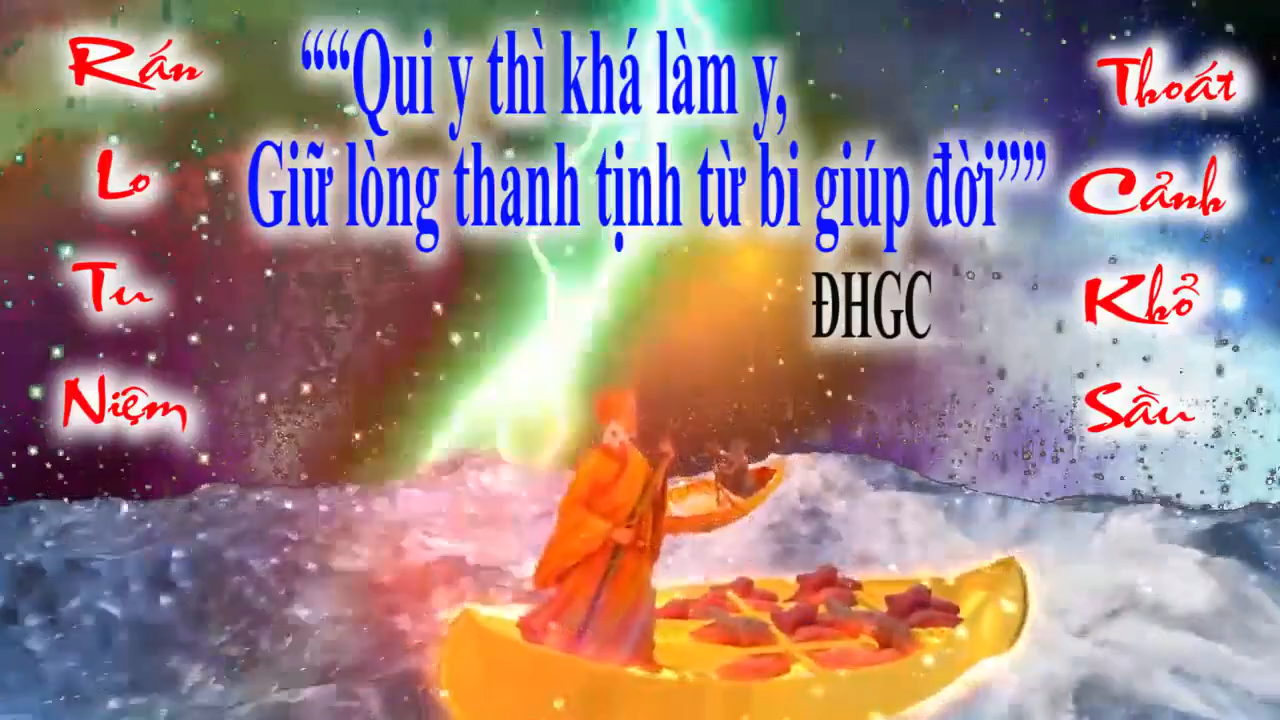 Rán
Lo
Tu
Niệm
““Qui y thì khá làm y,
Giữ lòng thanh tịnh từ bi giúp đời””
ĐHGC
Thoát
Cảnh
Khổ
Sầu